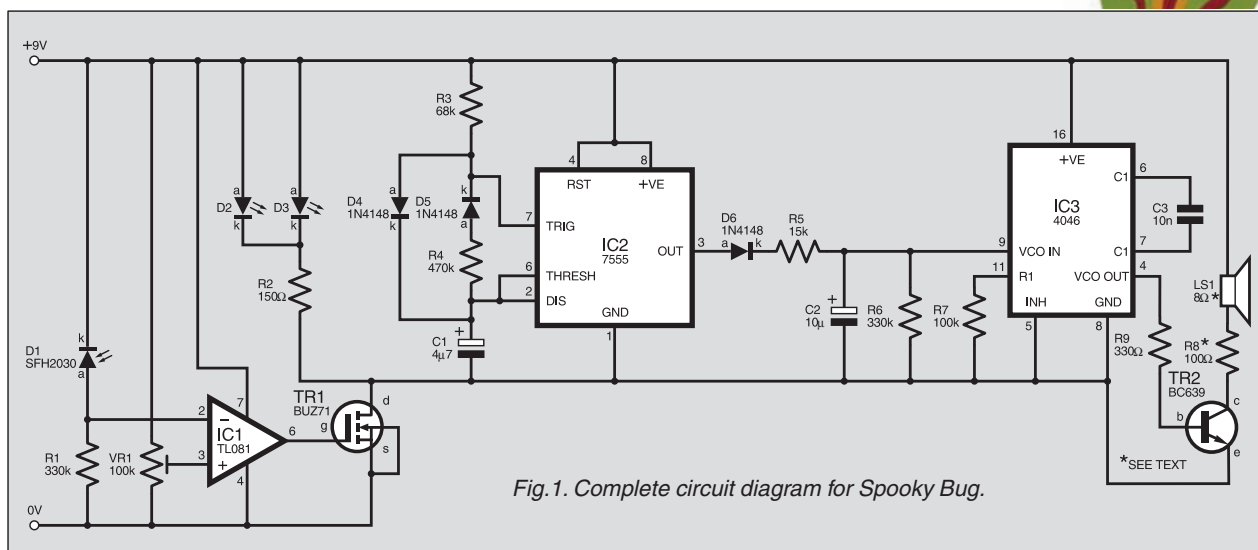 +9V
R3
68k
16
4
8
+VE
6
RST
+VE
C1
a
a
a
k
D4
1N4148
D5
1N4148
C3
10n
D2
D3
7
TRIG
IC2
7555
D6
1N4148
R5
15k
IC3
4046
k
k
k
a
OUT
3
a
k
9
VCO IN
C1
7
R4
470k
6
THRESH
11
R1
VCO OUT
4
R2
150Ω
2
DIS
INH
GND
LS1
8Ω*
GND
+
C1
4µ7
1
+
C2
10µ
R6
330k
R7
100k
5
8
R9
330Ω
R8*
100Ω
k
D1
SFH2030
a
TR1
BUZ71
d
TR2
BC639
c
2
7
IC1
TL081
6
g
s
b
e
R1
330k
VR1
100k
3
+
4
*SEE TEXT
Fig.1. Complete circuit diagram for Spooky Bug.
0V